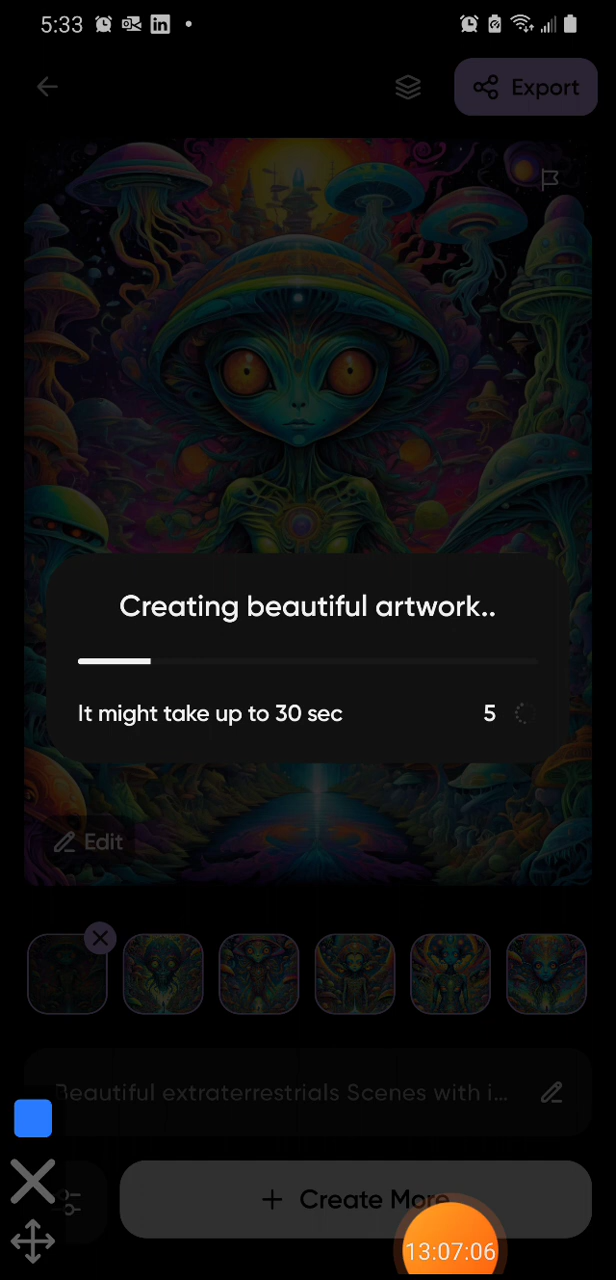 5:33
in
Export
Creating beautiful artwork..
It might take up to 30 sec
5
Edit
Beautiful extraterrestrials Scenes with i...
+ Create More
13:07:06